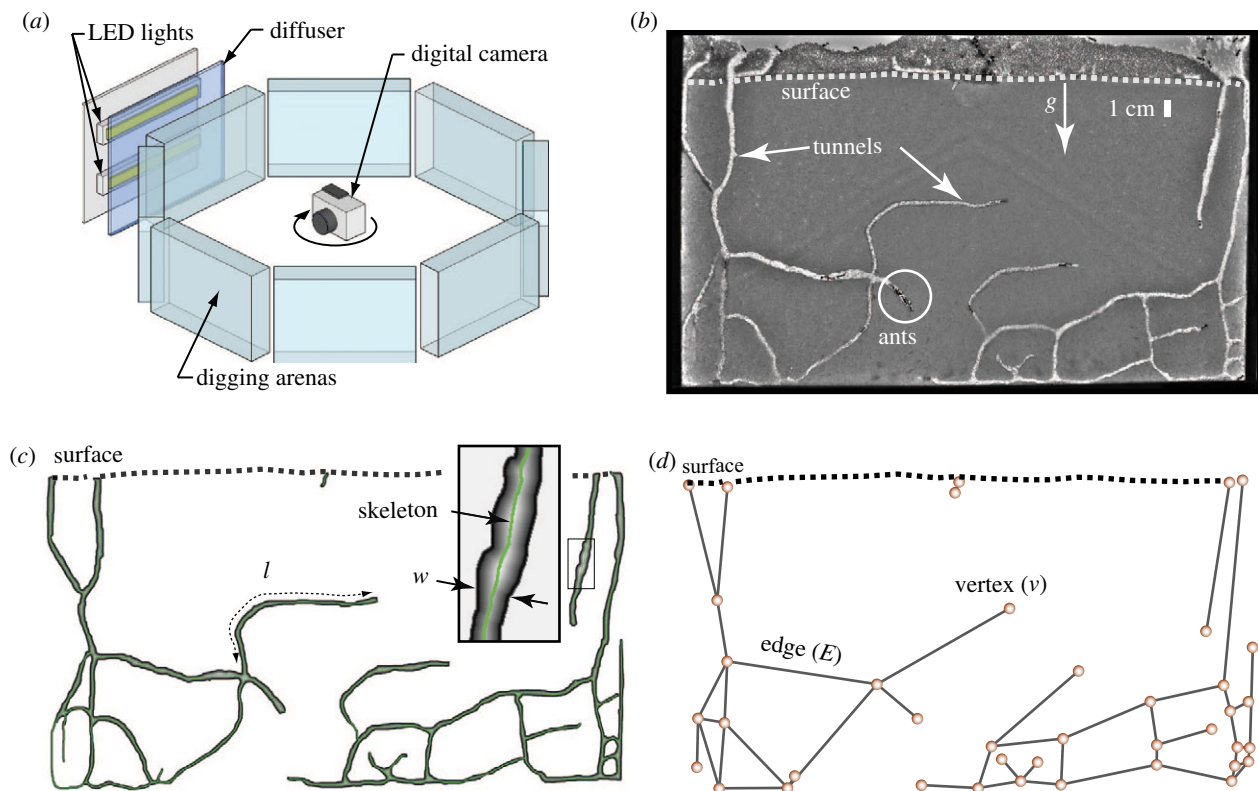 (a)
LED lights
diffuser
digital camera
digging arenas
(b)
surface
g
1 cm
tunnels
ants
(c)
surface
skeleton
w
l
(d)
surface
vertex (v)
edge (E)